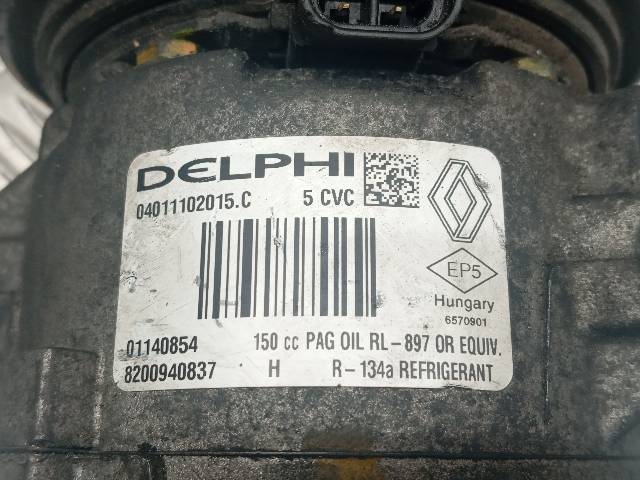 DELPHI
04011102015.C 5 CVC
EP5
Hungary
6570901
01140854 150 cc PAG OIL RL-897 OR EQUIV.
8200940837 H R-134a REFRIGERANT